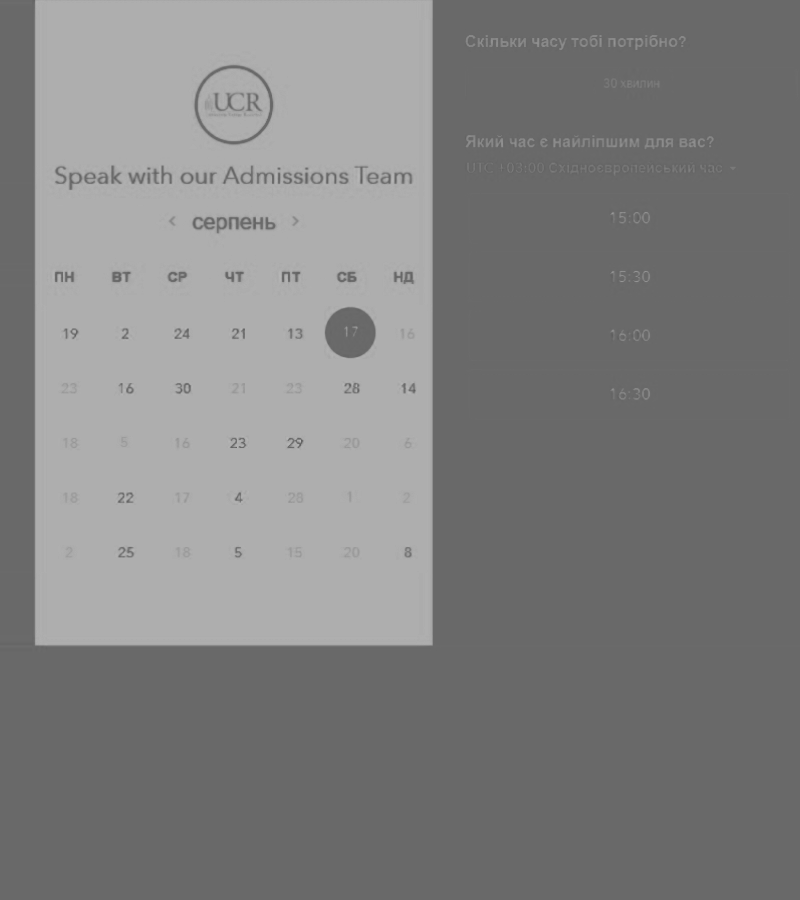 UCR
Speak with our Admissions Team
< серпень >
ПН ВТ СР ЧТ ПТ СБ НД
19 2 24 21 13 17 16
23 16 30 21 23 28 14
18 5 16 23 29 20 6
18 22 17 4 28 1 2
2 25 18 5 15 20 8
Скільки часу тобі потрібно?
30 хвилин
Який час є найліпшим для вас?
UTC +03:00 Східноєвропейський час
15:00
15:30
16:00
16:30